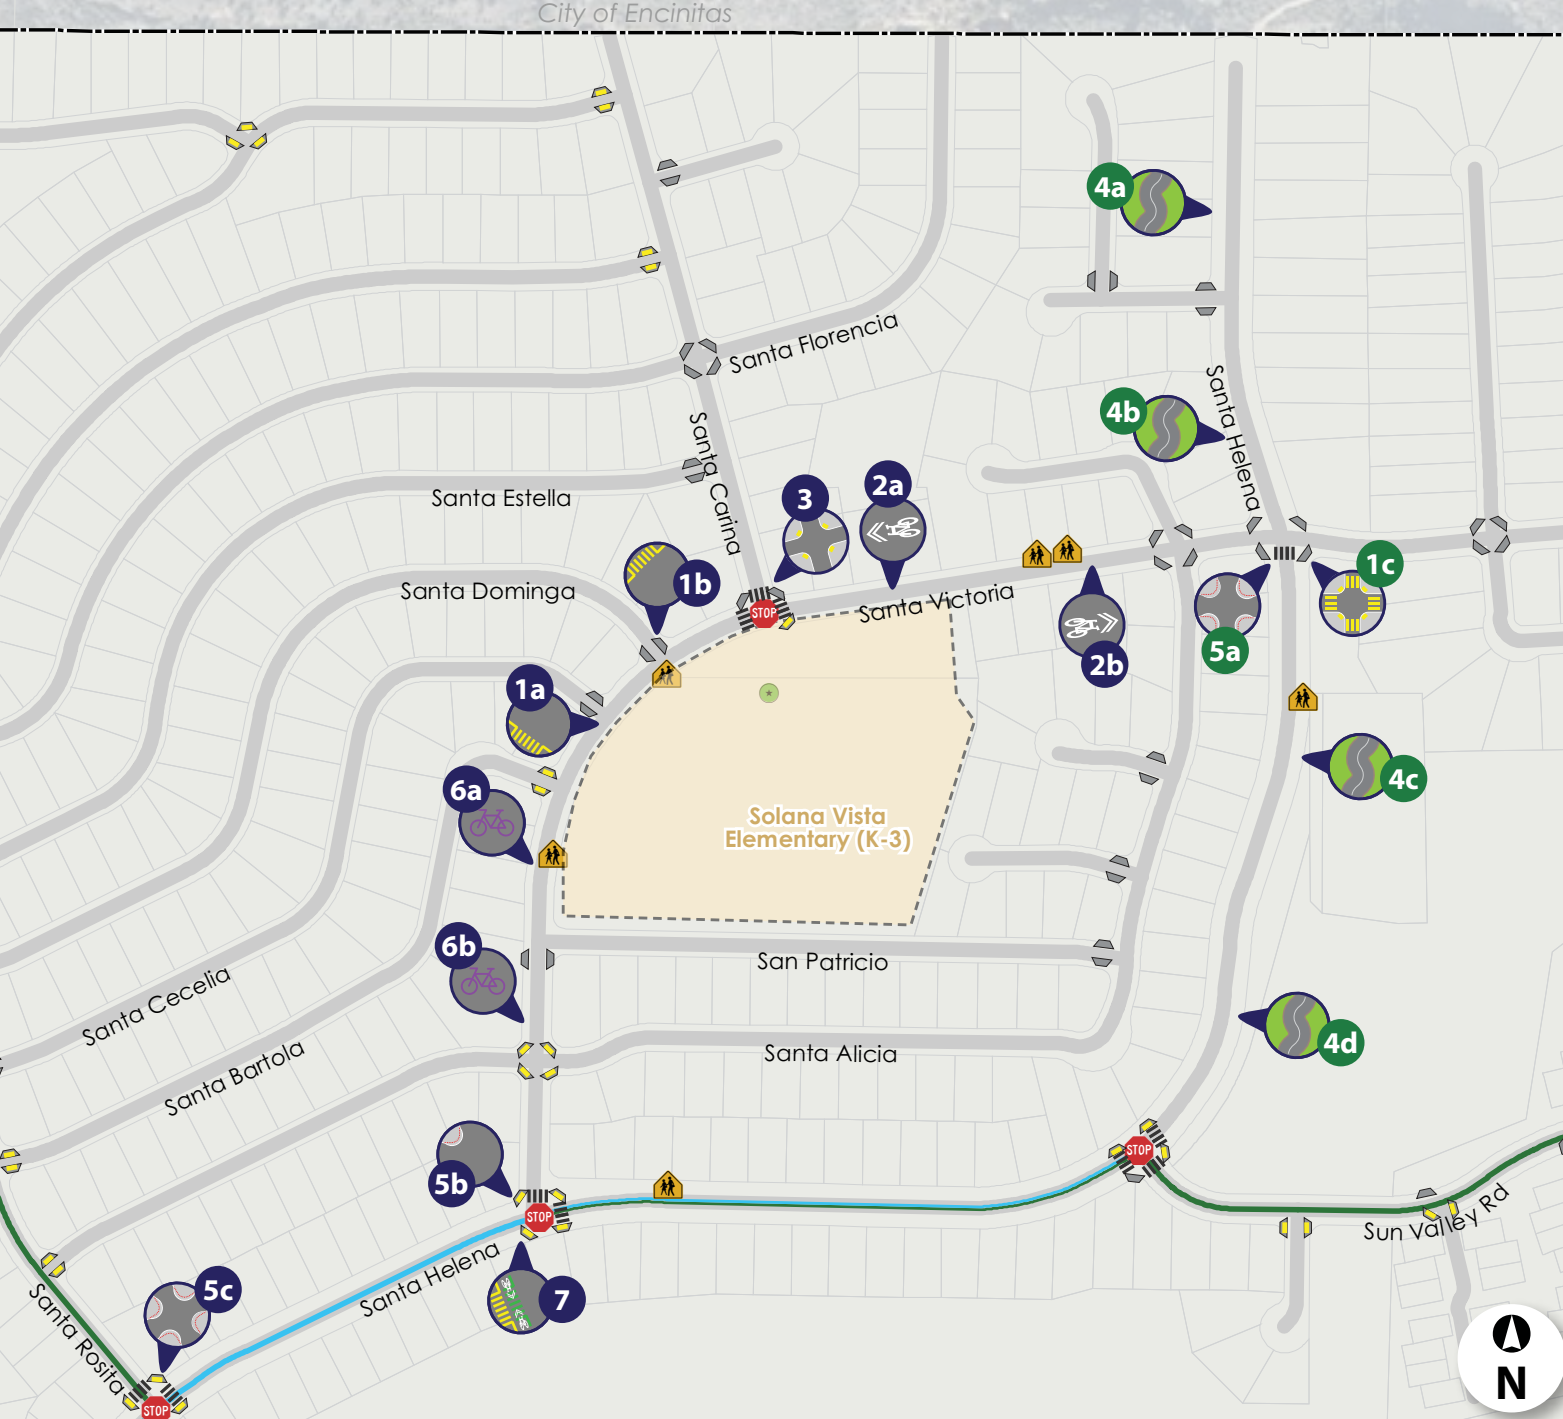 City of Encinitas
4a
Santa Florencia
Santa Helena
4b
Santa Carina
Santa Estella
3
2a
1b
STOP
Santa Dominga
Santa Victoria
1c
5a
2b
1a
4c
6a
Solana Vista
Elementary (K-3)
6b
San Patricio
Santa Cecelia
4d
Santa Alicia
Santa Bartola
STOP
5b
STOP
Sun Valley Rd
Santa Helena
7
5c
Santa Rosita
STOP
N